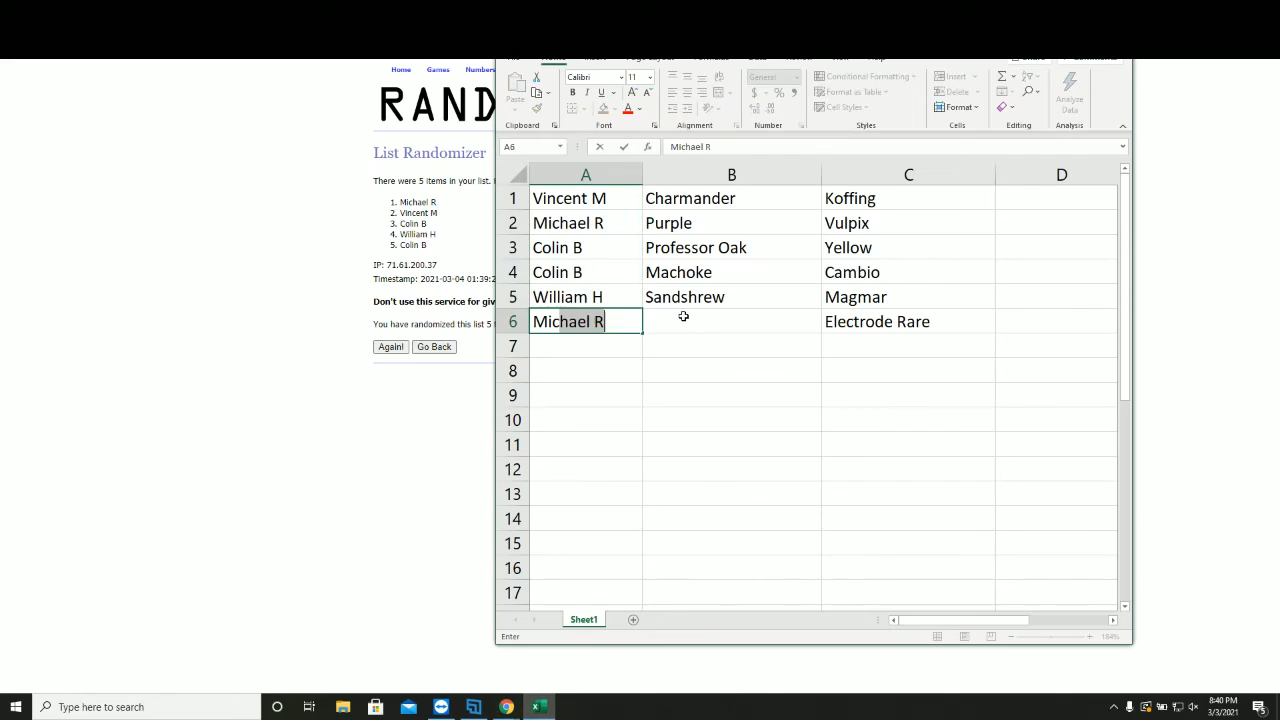 Home Games Numbers
RAND
List Randomizer
There were 5 items in your list.
1. Michael R
2. Vincent M
3. Colin B
4. William H
5. Colin B
IP: 71.61.200.37
Timestamp: 2021-03-04 01:39:2
Don't use this service for giv
You have randomized this list 5
Again! Go Back
Calibri 11 General Conditional Formatting Insert
Paste B I U A $ % Format as Table Delete Analyze
Cell Styles Format Data
Clipboard Font Alignment Number Styles Cells Editing Analysis
A6 fx Michael R
A B C D
1 Vincent M Charmander Koffing
2 Michael R Purple Vulpix
3 Colin B Professor Oak Yellow
4 Colin B Machoke Cambio
5 William H Sandshrew Magmar
6 Michael R Electrode Rare
7
8
9
10
11
12
13
14
15
16
17
Sheet1
Enter 184%
Type here to search 8:40 PM
3/3/2021